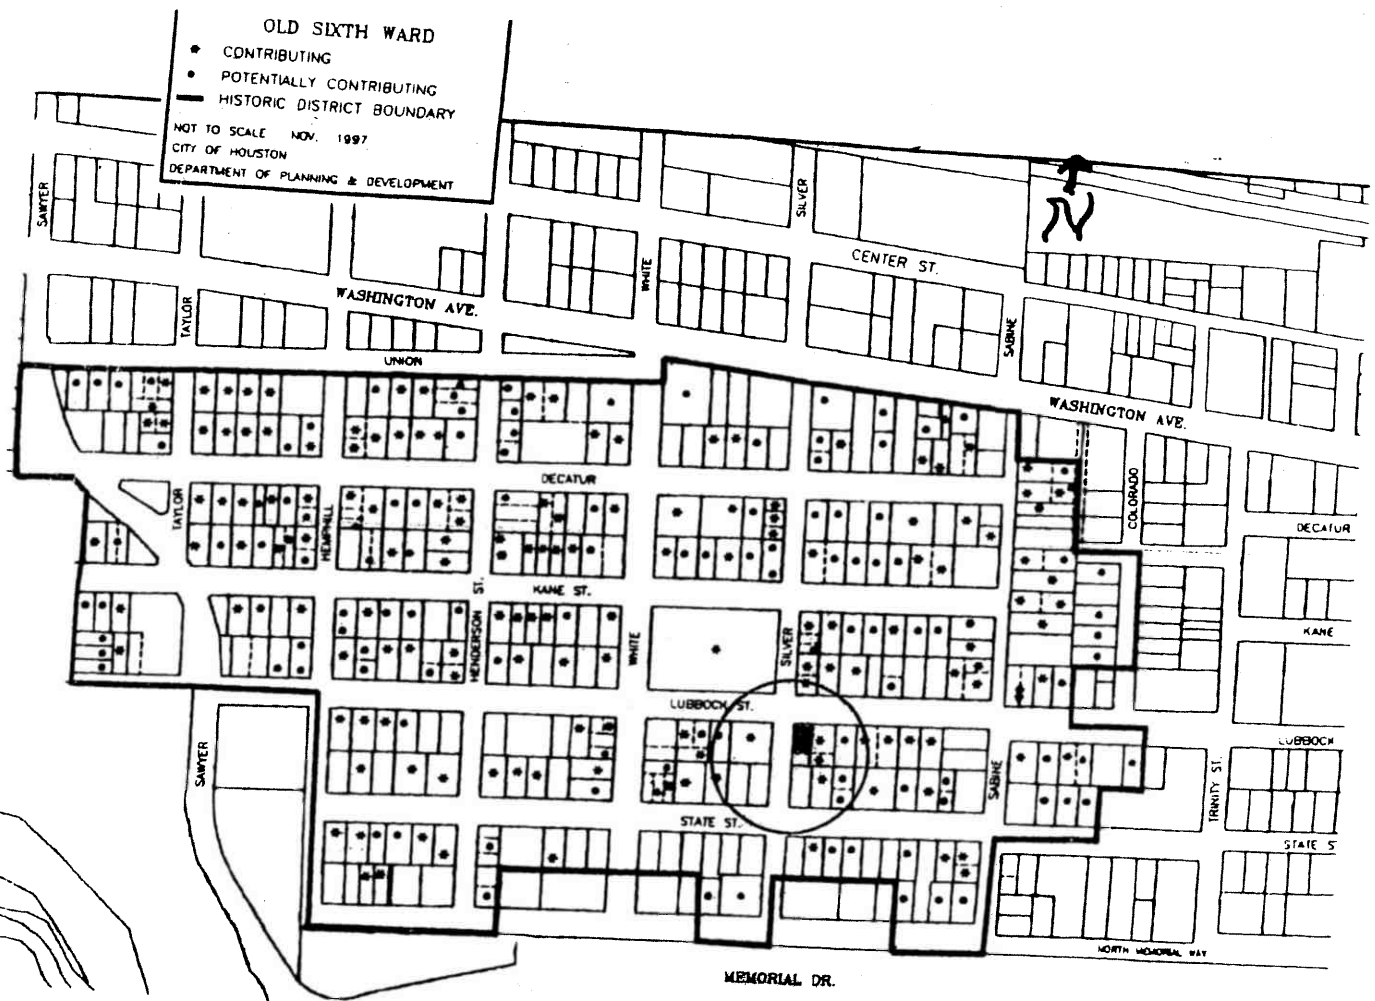 OLD SIXTH WARD
* CONTRIBUTING
• POTENTIALLY CONTRIBUTING
HISTORIC DISTRICT BOUNDARY
NOT TO SCALE NOV. 1997
CITY OF HOUSTON
DEPARTMENT OF PLANNING & DEVELOPMENT
N
SAWYER
SILVER
CENTER ST.
WHITE
TAYLOR
WASHINGTON AVE.
SABINE
UNION
WASHINGTON AVE.
DECATUR
COLORADO
TAYLOR
HEMPHILL
DECATUR
KANE ST.
HENDERSON ST.
WHITE
SILVER
KANE
LUBBOCK ST.
SAWYER
LUBBOCK
SABINE
TRINITY ST.
STATE ST.
STATE S
NORTH MEMORIAL WAY
MEMORIAL DR.